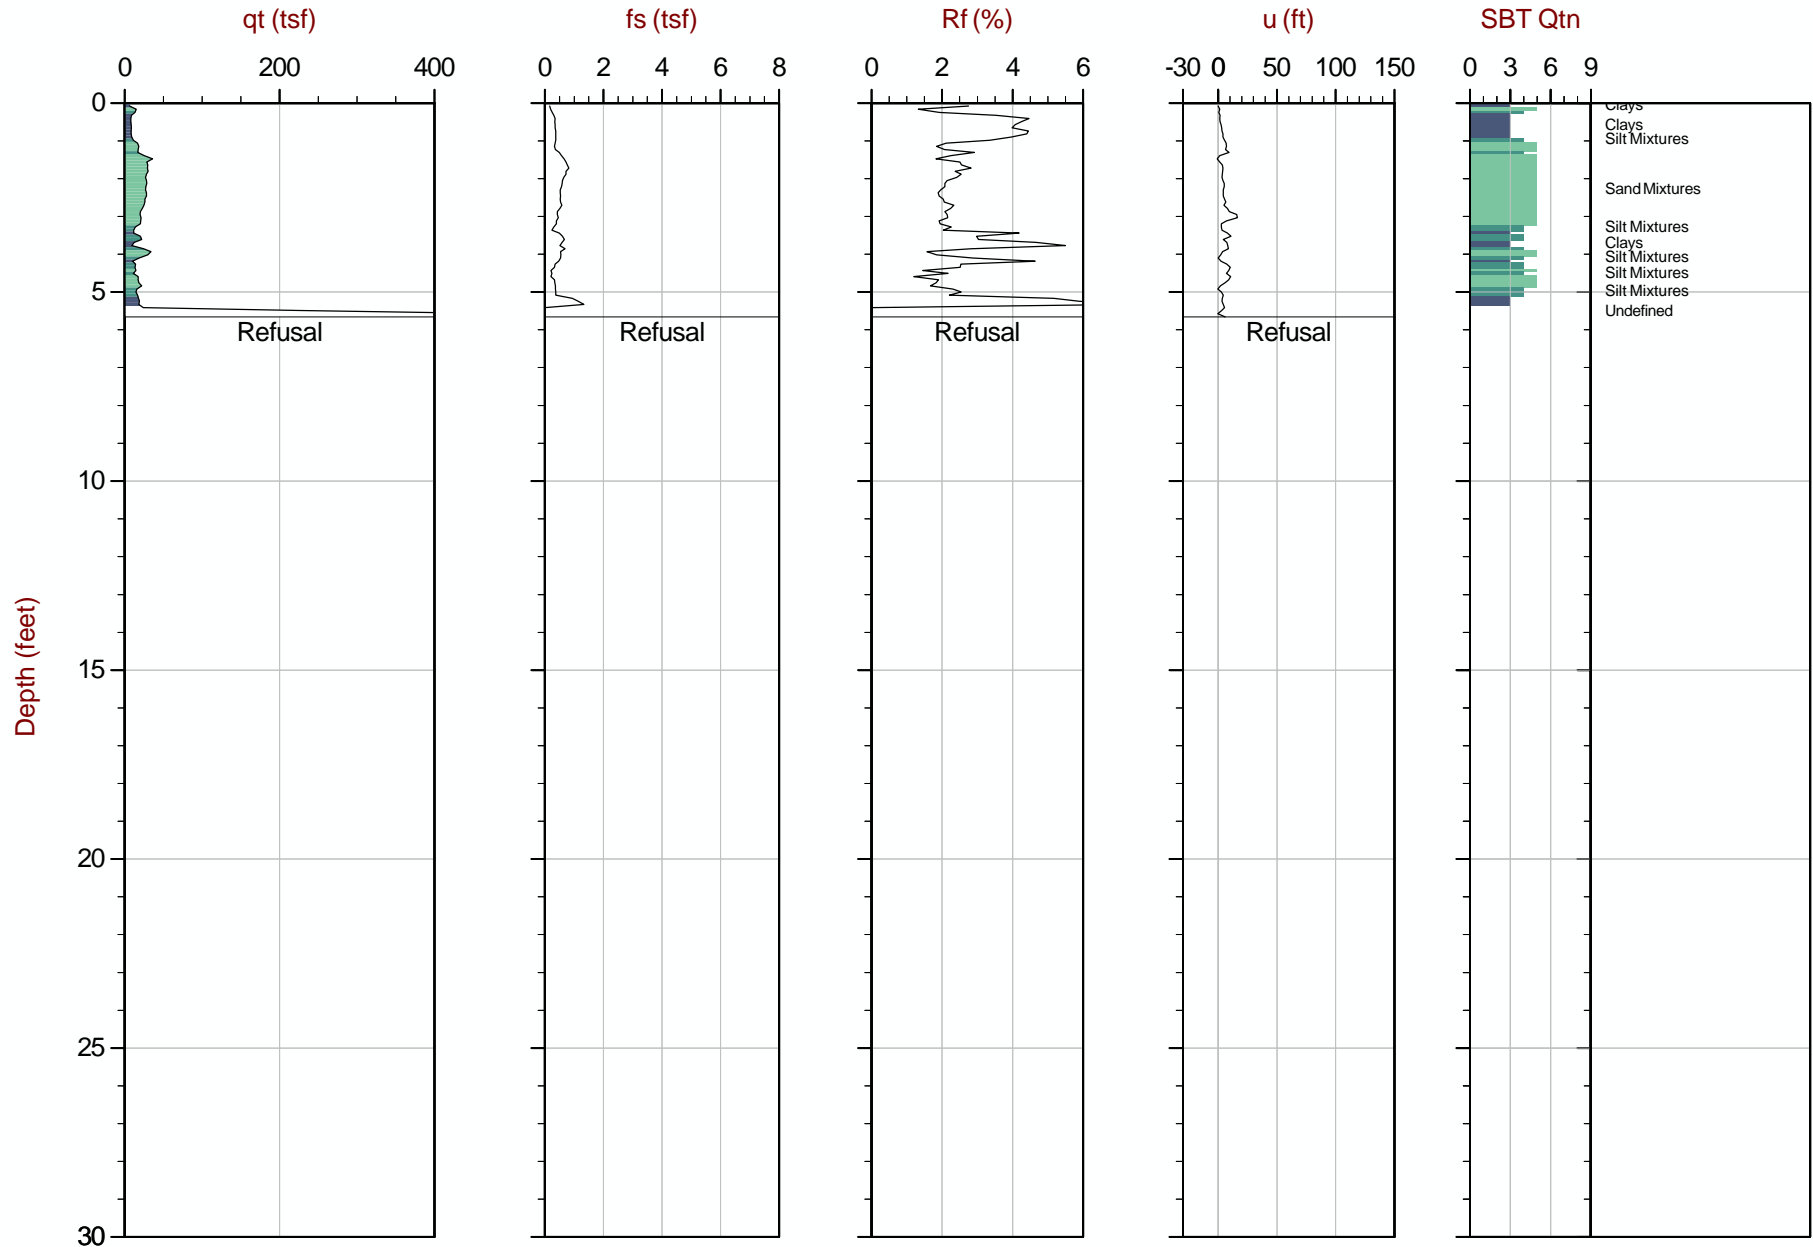 qt (tsf) fs (tsf) Rf (%) u (ft) SBT Qtn
0 200 400 0 2 4 6 8 0 2 4 6 -30 0 50 100 150 0 3 6 9
0
Clays
Clays
Silt Mixtures
Sand Mixtures
Silt Mixtures
Clays
Silt Mixtures
Silt Mixtures
5
Silt Mixtures
Undefined
Refusal Refusal Refusal Refusal
10
15
20
25
30
Depth (feet)